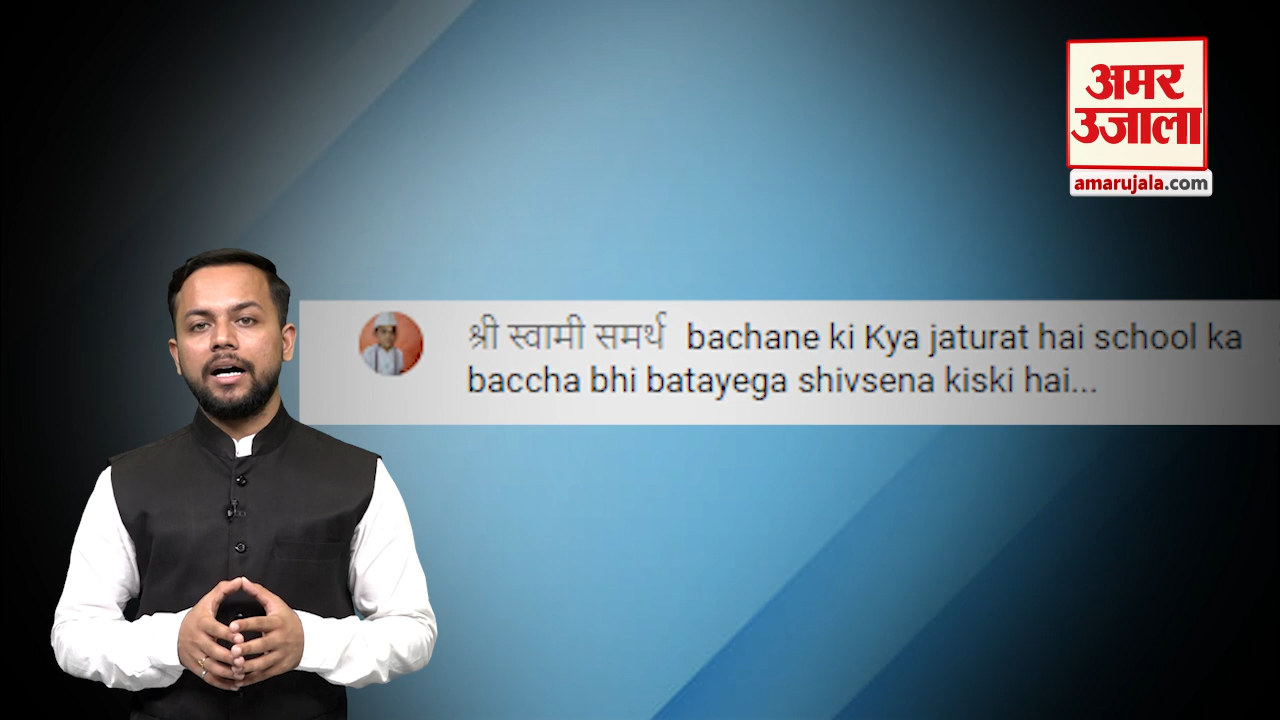 अमर
उजाला
amarujala.com
श्री स्वामी समर्थ bachane ki Kya jaturat hai school ka
baccha bhi batayega shivsena kiski hai...